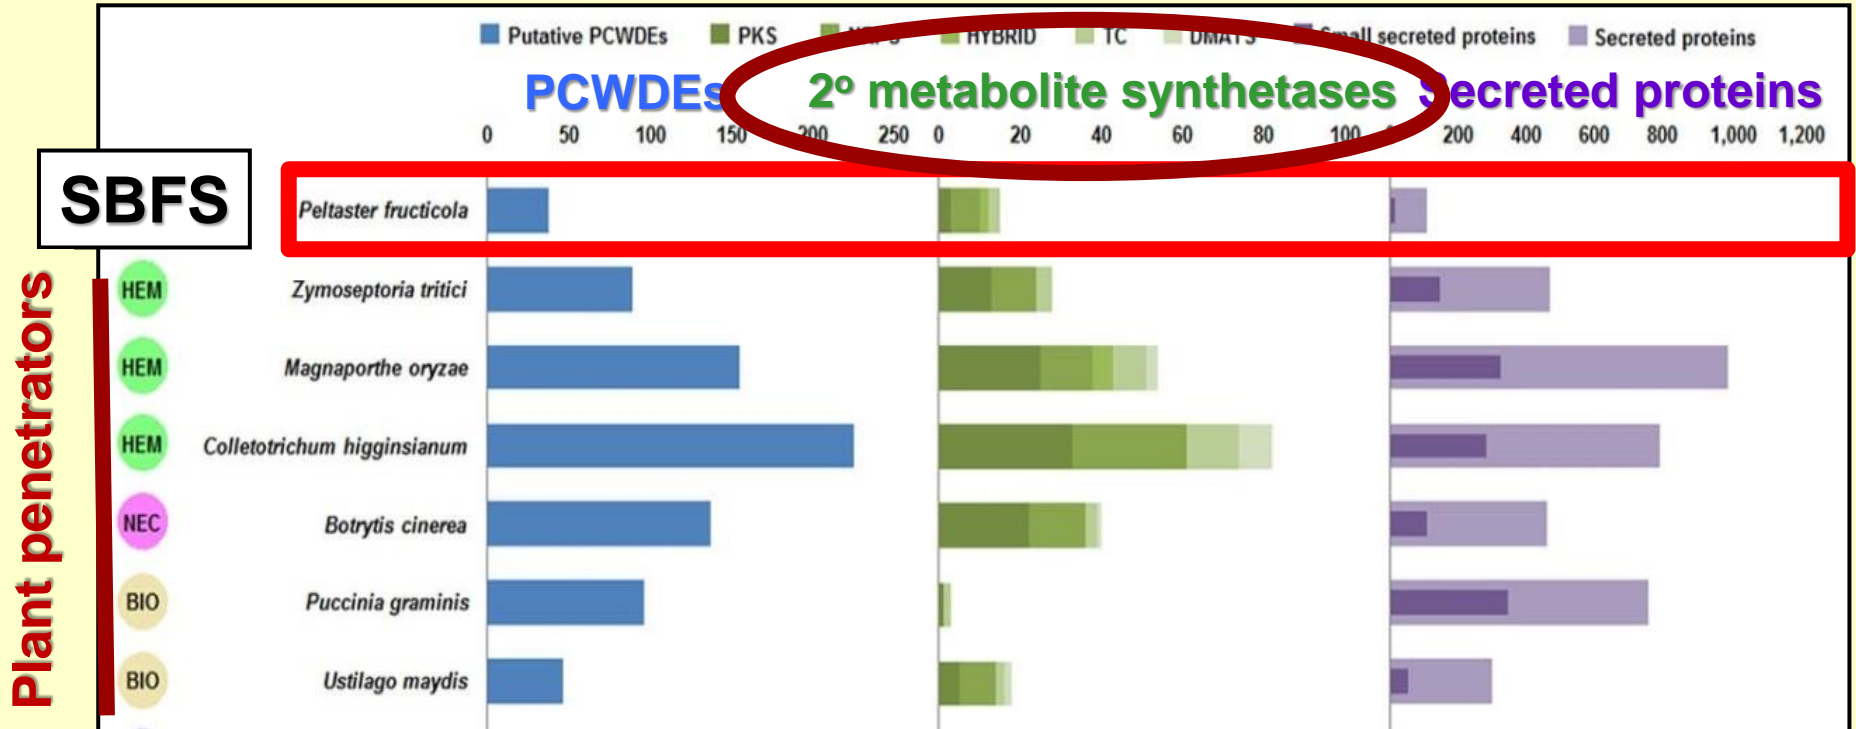 Putative PCWDEs PKS HYBRID TC Small secreted proteins Secreted proteins
PCWDEs 2º metabolite synthetases Secreted proteins
0 50 100 150 200 250 0 20 40 60 80 100 200 400 600 800 1,000 1,200
SBFS
Peltaster fructicola
HEM Zymoseptoria tritici
HEM Magnaporthe oryzae
HEM Colletotrichum higginsianum
NEC Botrytis cinerea
BIO Puccinia graminis
BIO Ustilago maydis
Plant penetrators